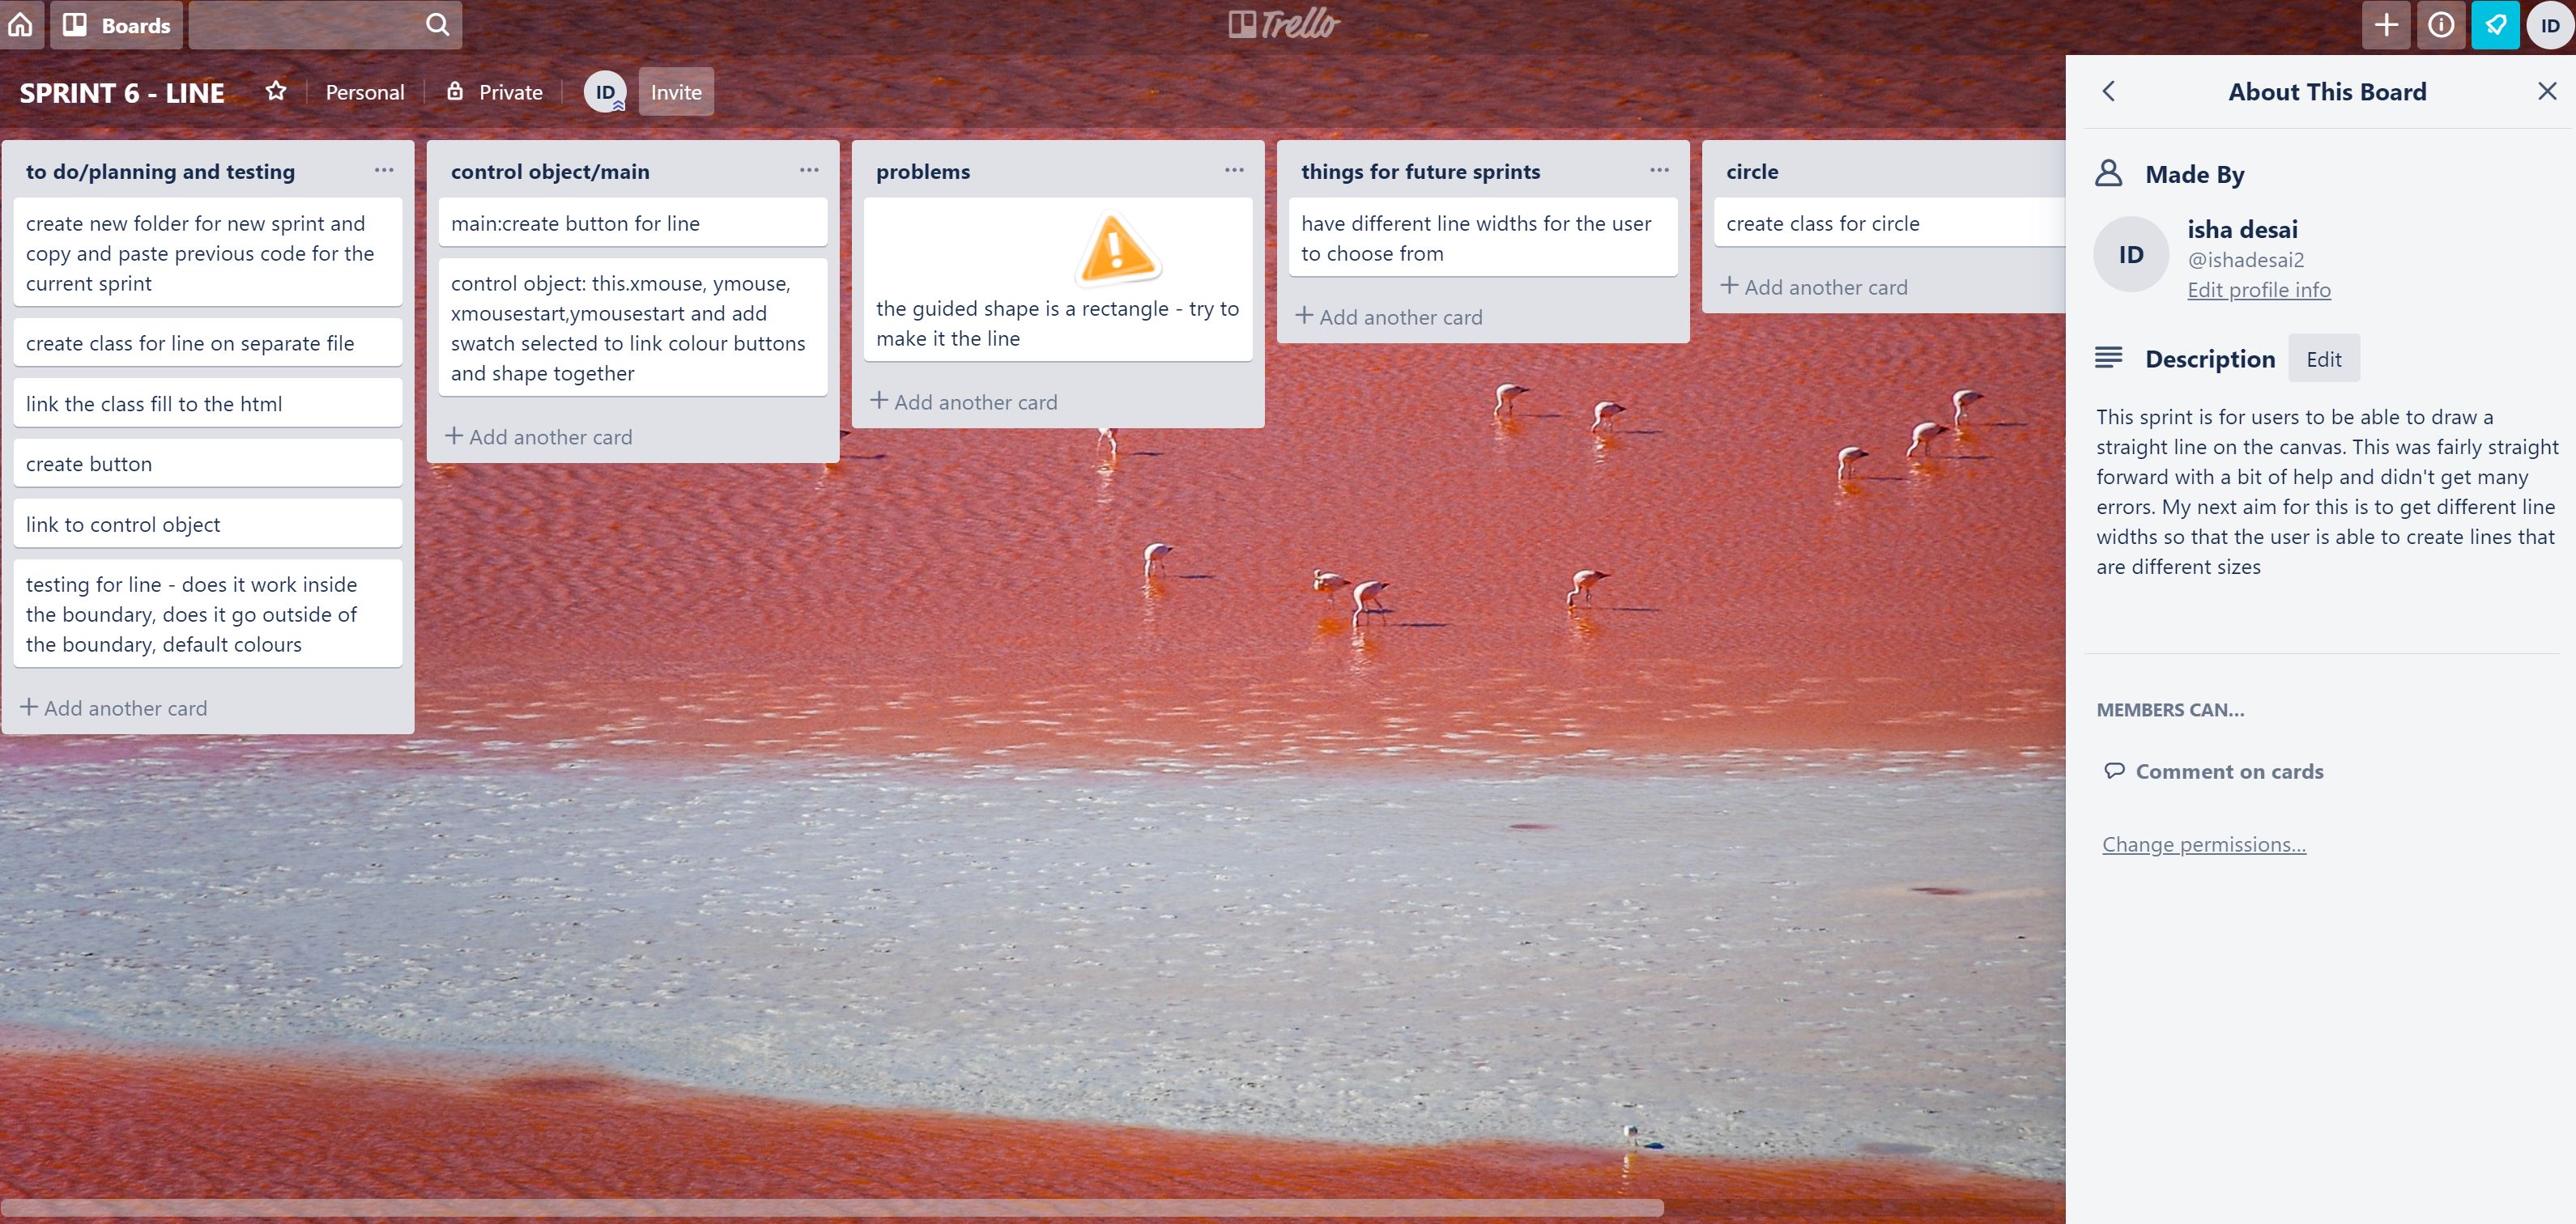 Boards
Trello
ID
SPRINT 6 - LINE
Personal
Private
ID
Invite
to do/planning and testing
create new folder for new sprint and
copy and paste previous code for the
current sprint
create class for line on separate file
link the class fill to the html
create button
link to control object
testing for line - does it work inside
the boundary, does it go outside of
the boundary, default colours
Add another card
control object/main
main:create button for line
control object: this.xmouse, ymouse,
xmousestart,ymousestart and add
swatch selected to link colour buttons
and shape together
Add another card
problems
the guided shape is a rectangle - try to
make it the line
Add another card
things for future sprints
have different line widths for the user
to choose from
Add another card
circle
create class for circle
Add another card
About This Board
Made By
ID
isha desai
@ishadesai2
Edit profile info
Description
Edit
This sprint is for users to be able to draw a
straight line on the canvas. This was fairly straight
forward with a bit of help and didn't get many
errors. My next aim for this is to get different line
widths so that the user is able to create lines that
are different sizes
MEMBERS CAN...
Comment on cards
Change permissions...